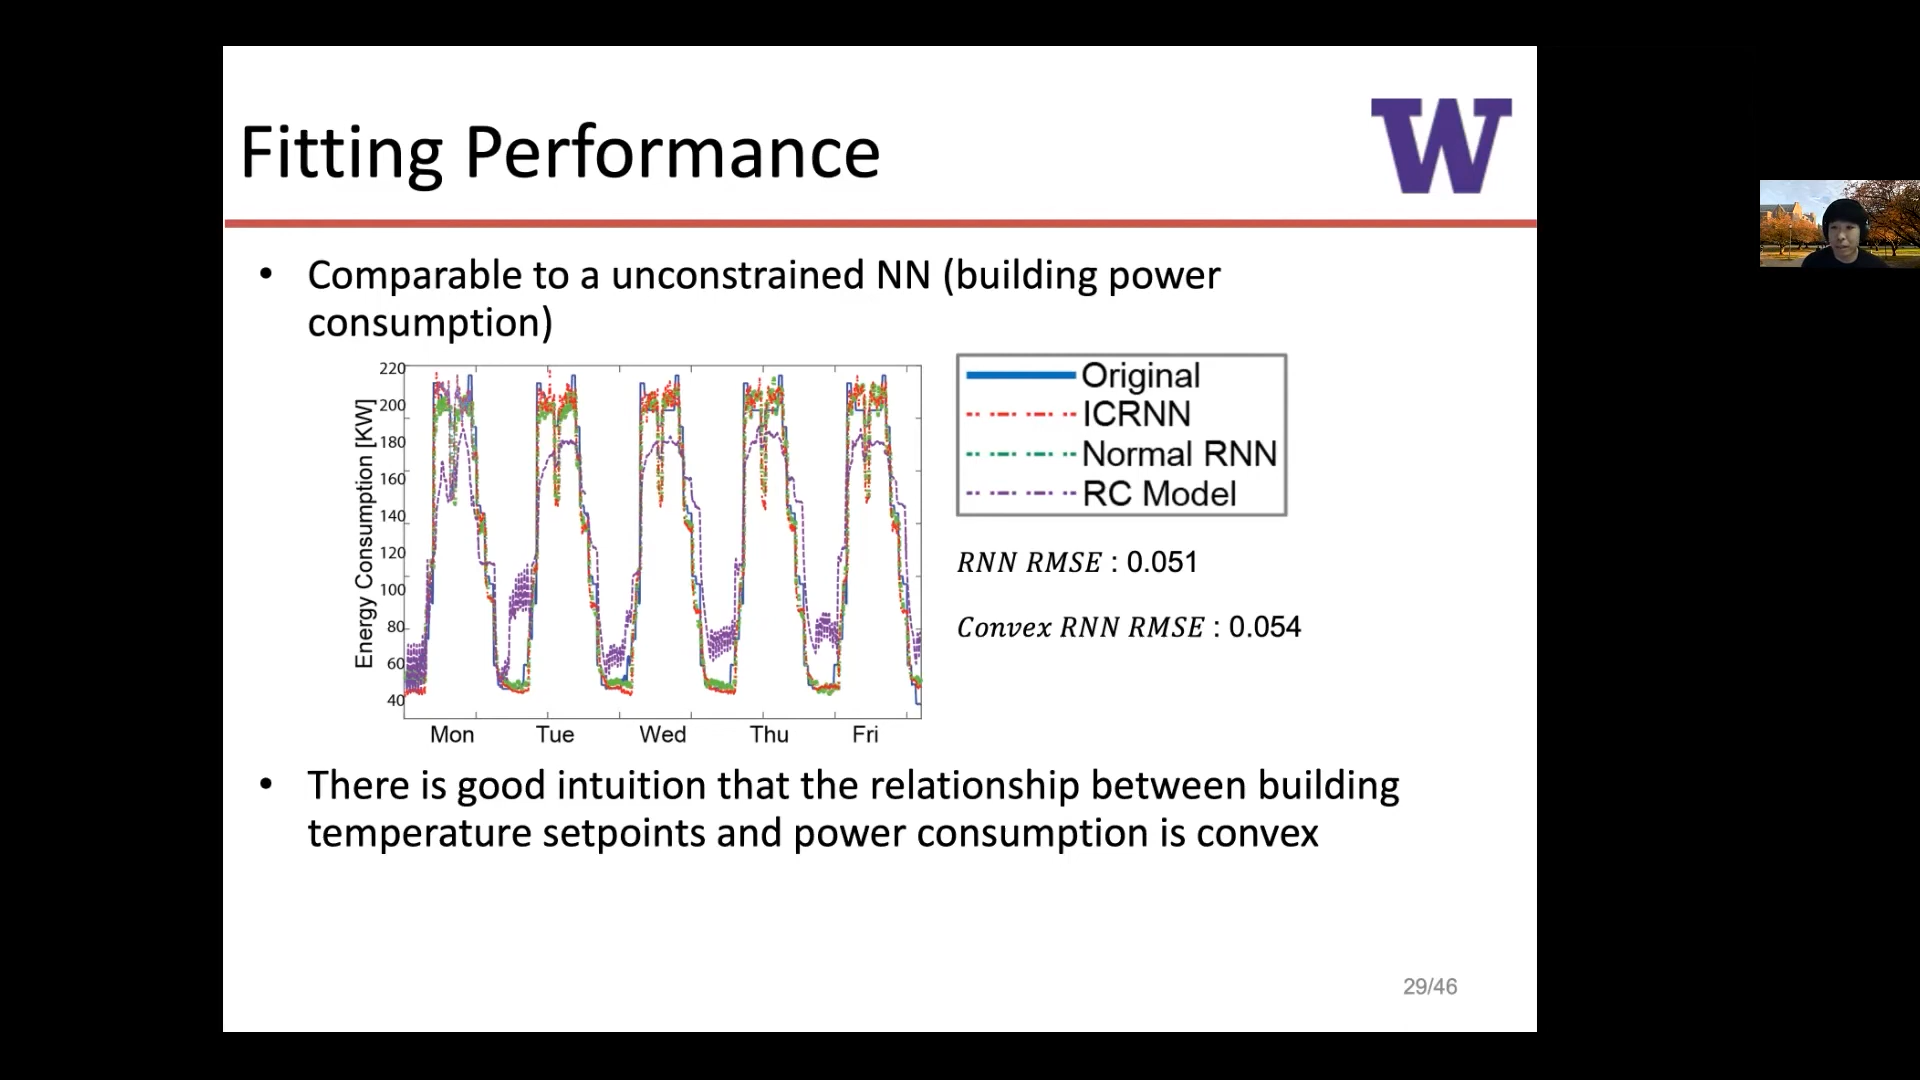 Fitting Performance
W
• Comparable to a unconstrained NN (building power
consumption)
Energy Consumption [KW]
220
200
180
160
140
120
100
80
60
40
Mon Tue Wed Thu Fri
Original
ICRNN
Normal RNN
RC Model
RNN RMSE : 0.051
Convex RNN RMSE : 0.054
• There is good intuition that the relationship between building
temperature setpoints and power consumption is convex
29/46